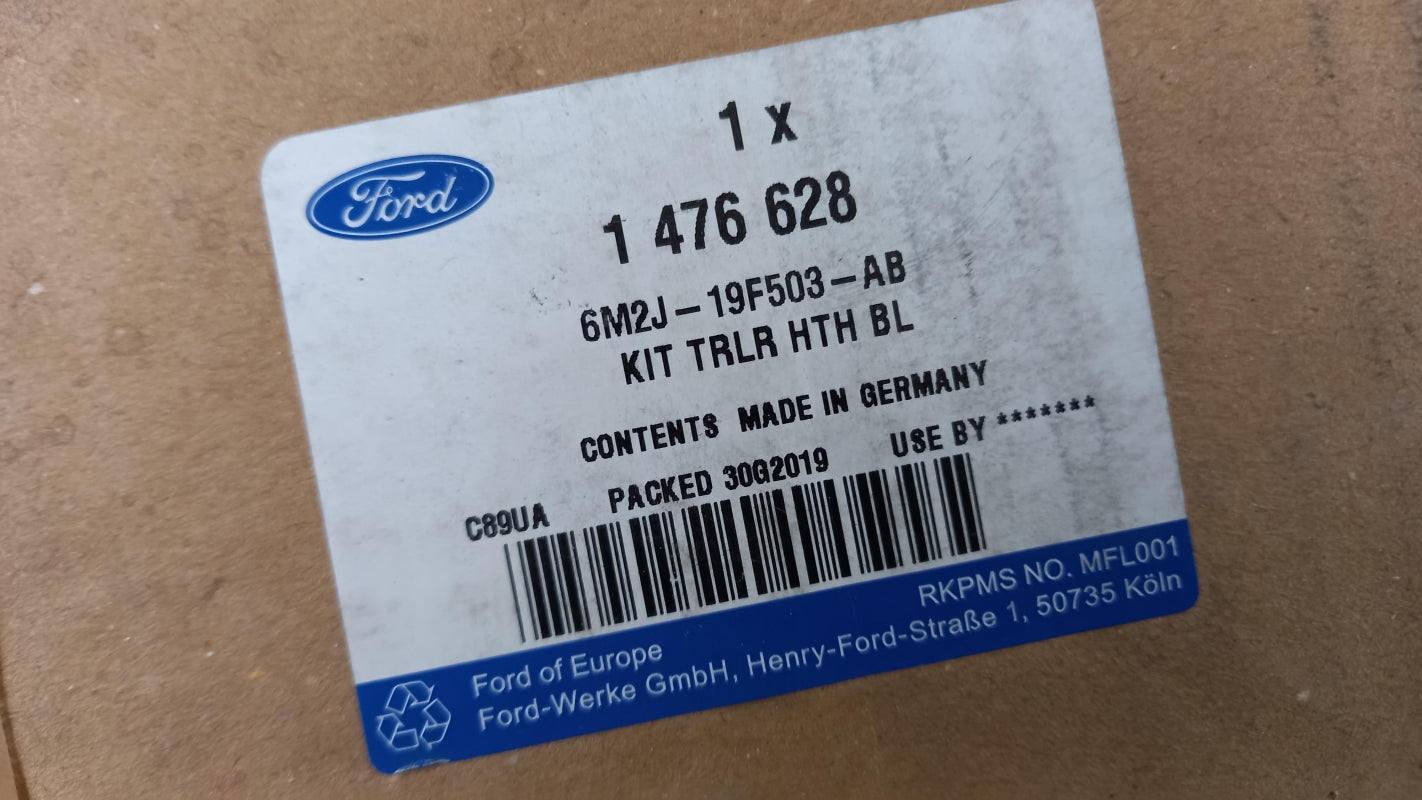 Ford
1 x
1 476 628
6M2J-19F503-AB
KIT TRLR HTH BL
CONTENTS MADE IN GERMANY
C89UA PACKED 30G2019 USE BY *******
RKPMS NO. MFL001
Ford of Europe
Ford-Werke GmbH, Henry-Ford-Straße 1, 50735 Köln